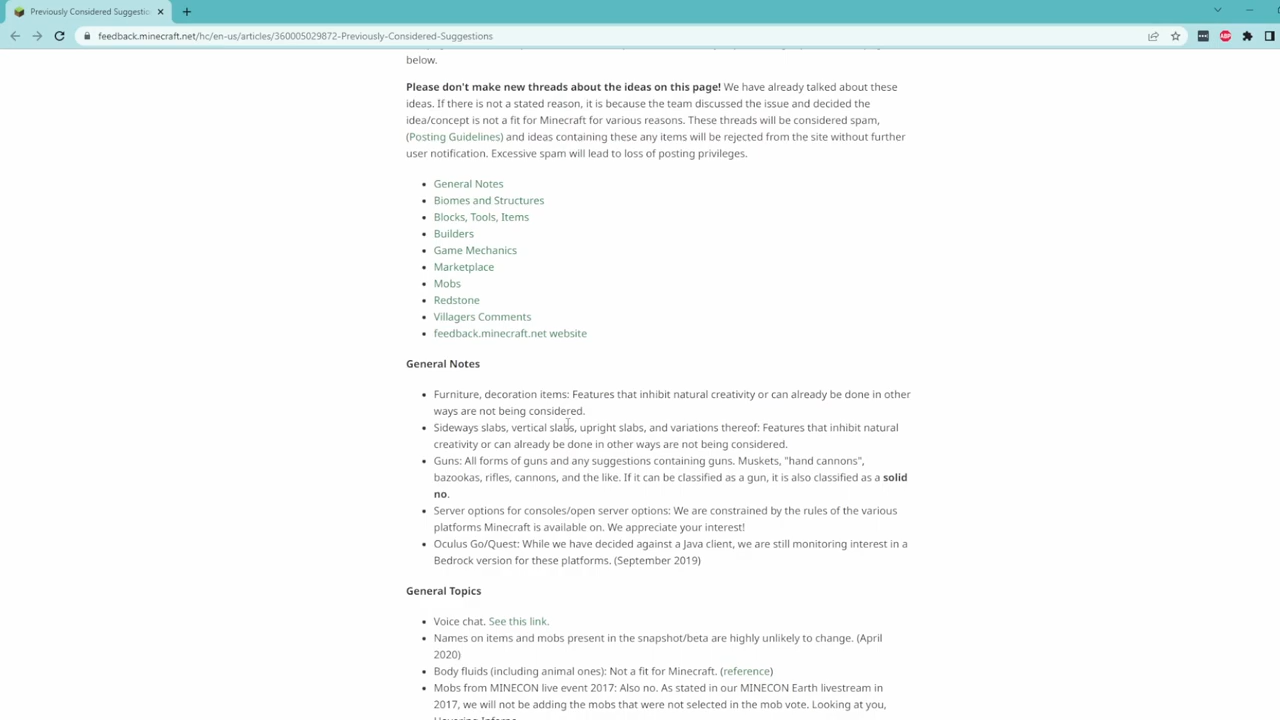 Previously Considered Suggestio
feedback.minecraft.net/hc/en-us/articles/360005029872-Previously-Considered-Suggestions
ABP
below.
Please don't make new threads about the ideas on this page! We have already talked about these
ideas. If there is not a stated reason, it is because the team discussed the issue and decided the
idea/concept is not a fit for Minecraft for various reasons. These threads will be considered spam,
(Posting Guidelines) and ideas containing these any items will be rejected from the site without further
user notification. Excessive spam will lead to loss of posting privileges.
General Notes
Biomes and Structures
Blocks, Tools, Items
Builders
Game Mechanics
Marketplace
Mobs
Redstone
Villagers Comments
feedback.minecraft.net website
General Notes
Furniture, decoration items: Features that inhibit natural creativity or can already be done in other
ways are not being considered.
Sideways slabs, vertical slabs, upright slabs, and variations thereof: Features that inhibit natural
creativity or can already be done in other ways are not being considered.
Guns: All forms of guns and any suggestions containing guns. Muskets, "hand cannons",
bazookas, rifles, cannons, and the like. If it can be classified as a gun, it is also classified as a solid
no.
Server options for consoles/open server options: We are constrained by the rules of the various
platforms Minecraft is available on. We appreciate your interest!
Oculus Go/Quest: While we have decided against a Java client, we are still monitoring interest in a
Bedrock version for these platforms. (September 2019)
General Topics
Voice chat. See this link.
Names on items and mobs present in the snapshot/beta are highly unlikely to change. (April
2020)
Body fluids (including animal ones): Not a fit for Minecraft. (reference)
Mobs from MINECON live event 2017: Also no. As stated in our MINECON Earth livestream in
2017, we will not be adding the mobs that were not selected in the mob vote. Looking at you,